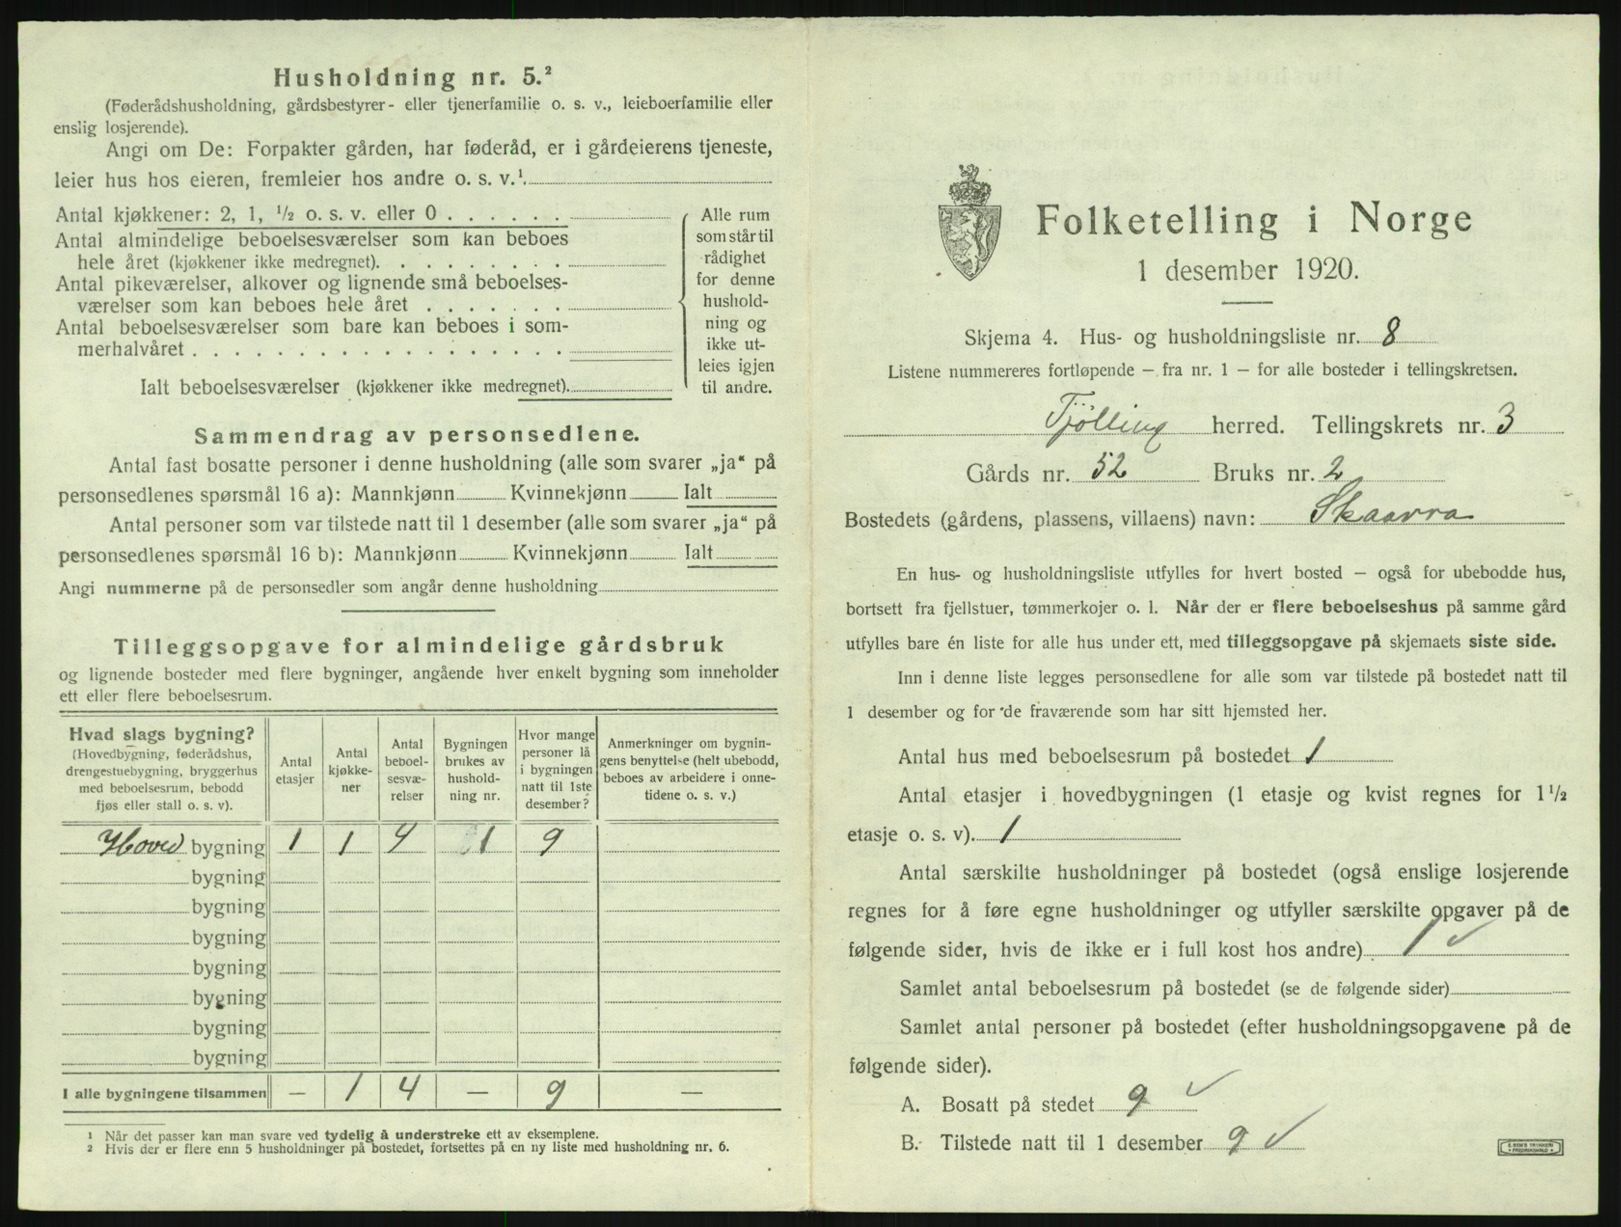 Husholdning nr. 5.²
(Føderådshusholdning, gårdsbestyrer- eller tjenerfamilie o. s. v., leieboerfamilie eller
enslig losjerende).
Angi om De: Forpakter gården, har føderåd, er i gårdeierens tjeneste,
leier hus hos eieren, fremleier hos andre o. s. v.¹.
Antal kjøkkener: 2, 1, ½ o. s. v. eller 0 . . . . . .
Antal almindelige beboelsesværelser som kan beboes
hele året (kjøkkener ikke medregnet). . . . . . . .
Antal pikeværelser, alkover og lignende små beboelses-
værelser som kan beboes hele året . . . . . . .
Antal beboelsesværelser som bare kan beboes i som-
merhalvåret . . . . . . . . . . . . . . . . . .
Ialt beboelsesværelser (kjøkkener ikke medregnet).
Alle rum
som står til
rådighet
for denne
hushold-
ning og
ikke ut-
leies igjen
til andre.
Sammendrag av personsedlene.
Antal fast bosatte personer i denne husholdning (alle som svarer „ja“ på
personsedlenes spørsmål 16 a): Mannkjønn Kvinnekjønn Ialt
Antal personer som var tilstede natt til 1 desember (alle som svarer „ja“ på
personsedlenes spørsmål 16 b): Mannkjønn Kvinnekjønn Ialt
Angi nummerne på de personsedler som angår denne husholdning
Tilleggsopgave for almindelige gårdsbruk
og lignende bosteder med flere bygninger, angående hver enkelt bygning som inneholder
ett eller flere beboelsesrum.
Hvad slags bygning?
(Hovedbygning, føderådshus,
drengestuebygning, bryggerhus
med beboelsesrum, bebodd
fjøs eller stall o. s. v.).
Antal
etasjer
Antal
kjøkke-
ner
Antal
beboel-
sesvæ-
relser
Bygningen
brukes av
hushold-
ning nr.
Hvor mange
personer lå
i bygningen
natt til 1ste
desember?
Anmerkninger om bygnin-
gens benyttelse (helt ubebodd,
beboes av arbeidere i onne-
tidene o. s. v.)
Hoved bygning 1 1 4 1 9
bygning
bygning
bygning
bygning
bygning
bygning
bygning
I alle bygningene tilsammen — 1 4 — 9 —
¹ Når det passer kan man svare ved tydelig å understreke ett av eksemplene.
² Hvis der er flere enn 5 husholdninger på bostedet, fortsettes på en ny liste med husholdning nr. 6.
Folketelling i Norge
1 desember 1920.
Skjema 4. Hus- og husholdningsliste nr. 8
Listene nummereres fortløpende — fra nr. 1 — for alle bosteder i tellingskretsen.
Tjølling herred. Tellingskrets nr. 3
Gårds nr. 52 Bruks nr. 2
Bostedets (gårdens, plassens, villaens) navn: Skaarra
En hus- og husholdningsliste utfylles for hvert bosted — også for ubebodde hus,
bortsett fra fjellstuer, tømmerkojer o. l. Når der er flere beboelseshus på samme gård
utfylles bare én liste for alle hus under ett, med tilleggsopgave på skjemaets siste side.
Inn i denne liste legges personsedlene for alle som var tilstede på bostedet natt til
1 desember og for de fraværende som har sitt hjemsted her.
Antal hus med beboelsesrum på bostedet 1
Antal etasjer i hovedbygningen (1 etasje og kvist regnes for 1½
etasje o. s. v). 1
Antal særskilte husholdninger på bostedet (også enslige losjerende
regnes for å føre egne husholdninger og utfyller særskilte opgaver på de
følgende sider, hvis de ikke er i full kost hos andre) 1 ✓
Samlet antal beboelsesrum på bostedet (se de følgende sider)
Samlet antal personer på bostedet (efter husholdningsopgavene på de
følgende sider).
A. Bosatt på stedet 9 ✓
B. Tilstede natt til 1 desember 9 ✓